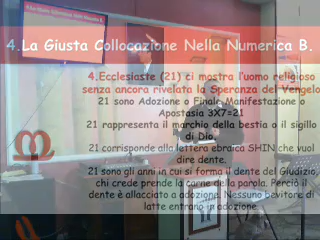 4.La Giusta Collocazione Nella Numerica B.
4.Ecclesiaste (21) ci mostra l'uomo religioso
senza ancora rivelata la Speranza del Vangelo
21 sono Adozione o Finale Manifestazione o
Apostasia 3X7=21
21 rappresenta il marchio della bestia o il sigillo
di Dio.
21 corrisponde alla lettera ebraica SHIN che vuol
dire dente.
21 sono gli anni in cui si forma il dente del Giudizio,
chi crede prende la carne della parola. Perciò il
dente è allacciato a adozione. Nessuno bevitore di
latte entrano in adozione